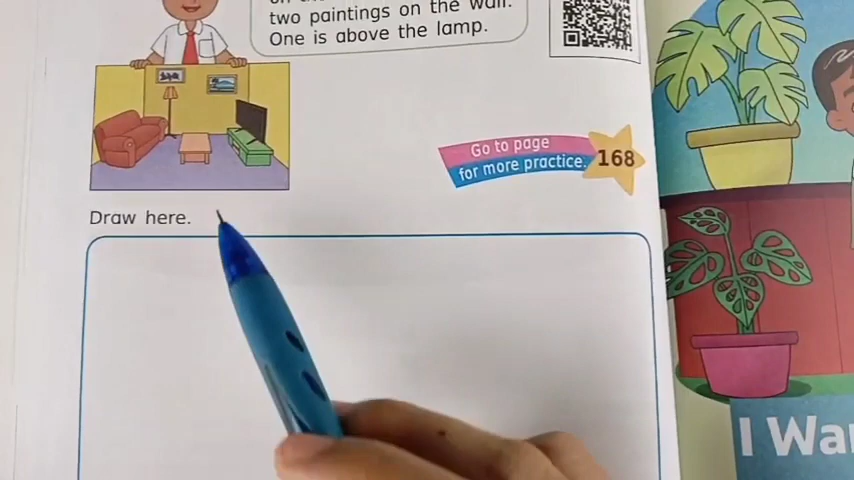 two paintings on the wall.
One is above the lamp.
Go to page
for more practice.
168
Draw here.
I Wa